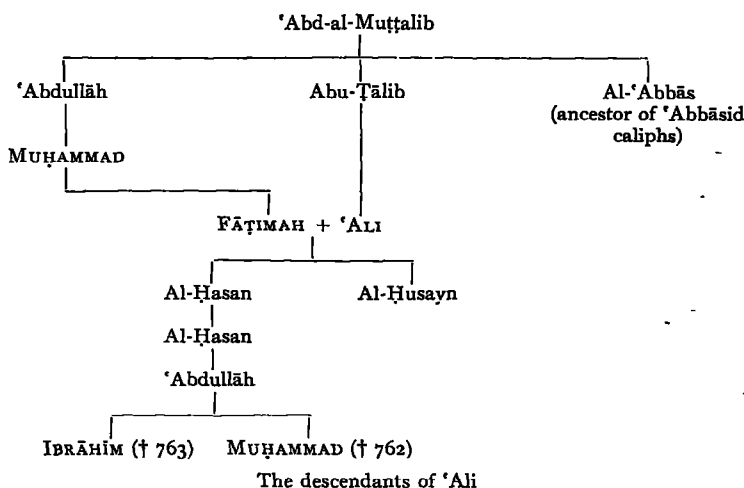 ʿAbd-al-Muṭṭalib
ʿAbdullāh Abu-Ṭālib Al-ʿAbbās
(ancestor of ʿAbbāsid
caliphs)
MUḤAMMAD
FĀṬIMAH + ʿALI
Al-Ḥasan Al-Ḥusayn
Al-Ḥasan
ʿAbdullāh
IBRĀHĪM († 763) MUḤAMMAD († 762)
The descendants of ʿAli